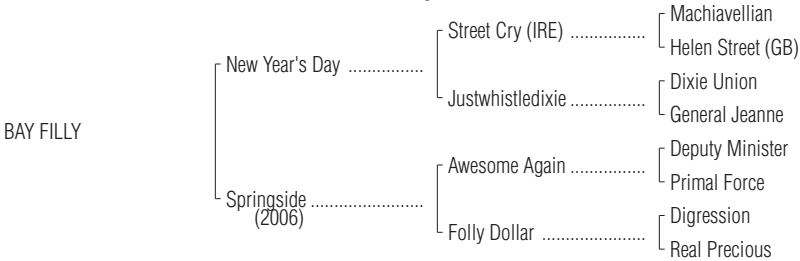 Machiavellian
Street Cry (IRE) ................
Helen Street (GB)
New Year's Day ................
Dixie Union
Justwhistledixie ................
General Jeanne
BAY FILLY
Deputy Minister
Awesome Again ................
Primal Force
Springside ........................
(2006)
Digression
Folly Dollar ......................
Real Precious